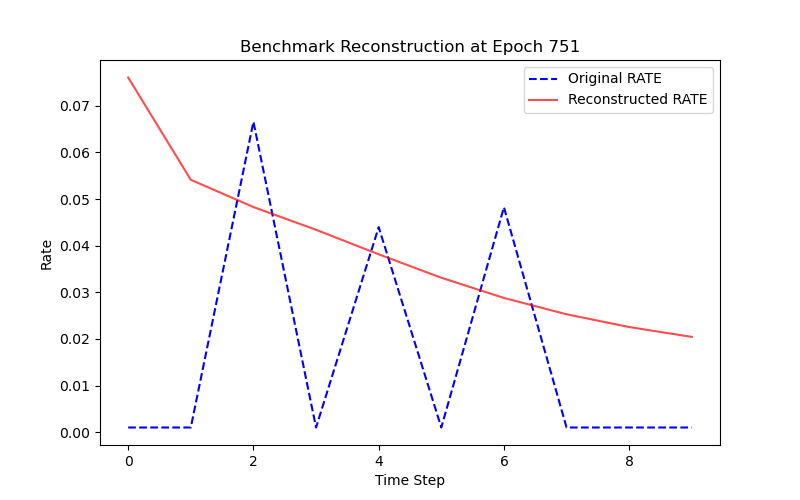 Benchmark Reconstruction at Epoch 751
Original RATE
Reconstructed RATE
Rate
0.07
0.06
0.05
0.04
0.03
0.02
0.01
0.00
0 2 4 6 8
Time Step